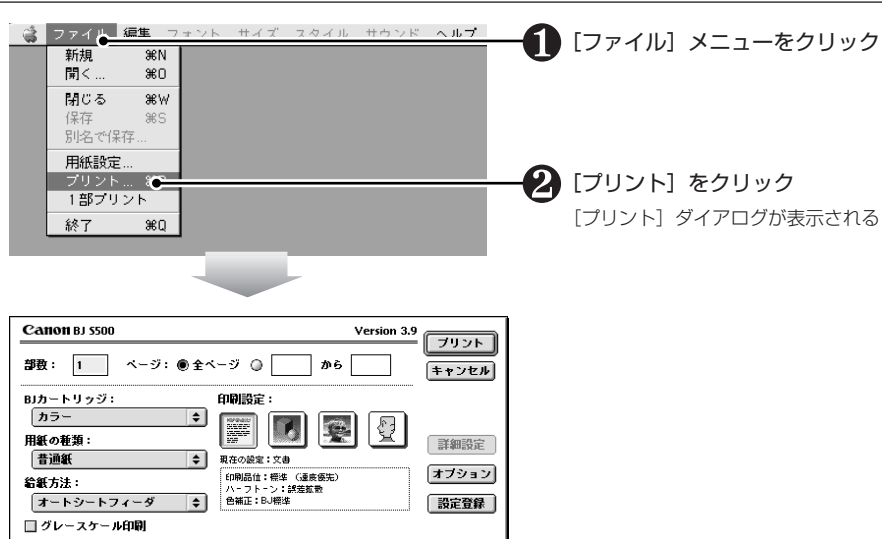 ファイル 編集 フォント サイズ スタイル サウンド ヘルプ
❶ [ファイル] メニューをクリック
新規 ⌘N
開く... ⌘O
閉じる ⌘W
保存 ⌘S
別名で保存...
用紙設定...
プリント...
1部プリント
終了 ⌘Q
❷ [プリント] をクリック
[プリント] ダイアログが表示される
Canon BJ S500 Version 3.9
プリント
部数: 1 ページ: 全ページ から
キャンセル
BJカートリッジ: 印刷設定:
カラー
用紙の種類:
詳細設定
普通紙
現在の設定:文書
給紙方法:
印刷品位:標準 (速度優先)
オプション
ハーフトーン:誤差拡散
オートシートフィーダ
色補正:BJ標準
設定登録
グレースケール印刷